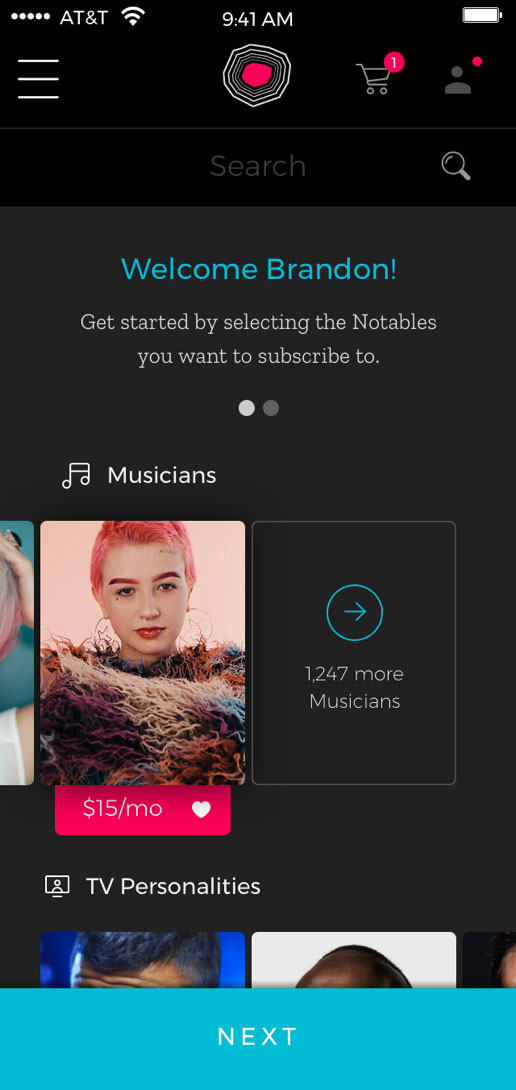 AT&T 9:41 AM
1
Search
Welcome Brandon!
Get started by selecting the Notables
you want to subscribe to.
Musicians
1,247 more
Musicians
$15/mo
TV Personalities
NEXT